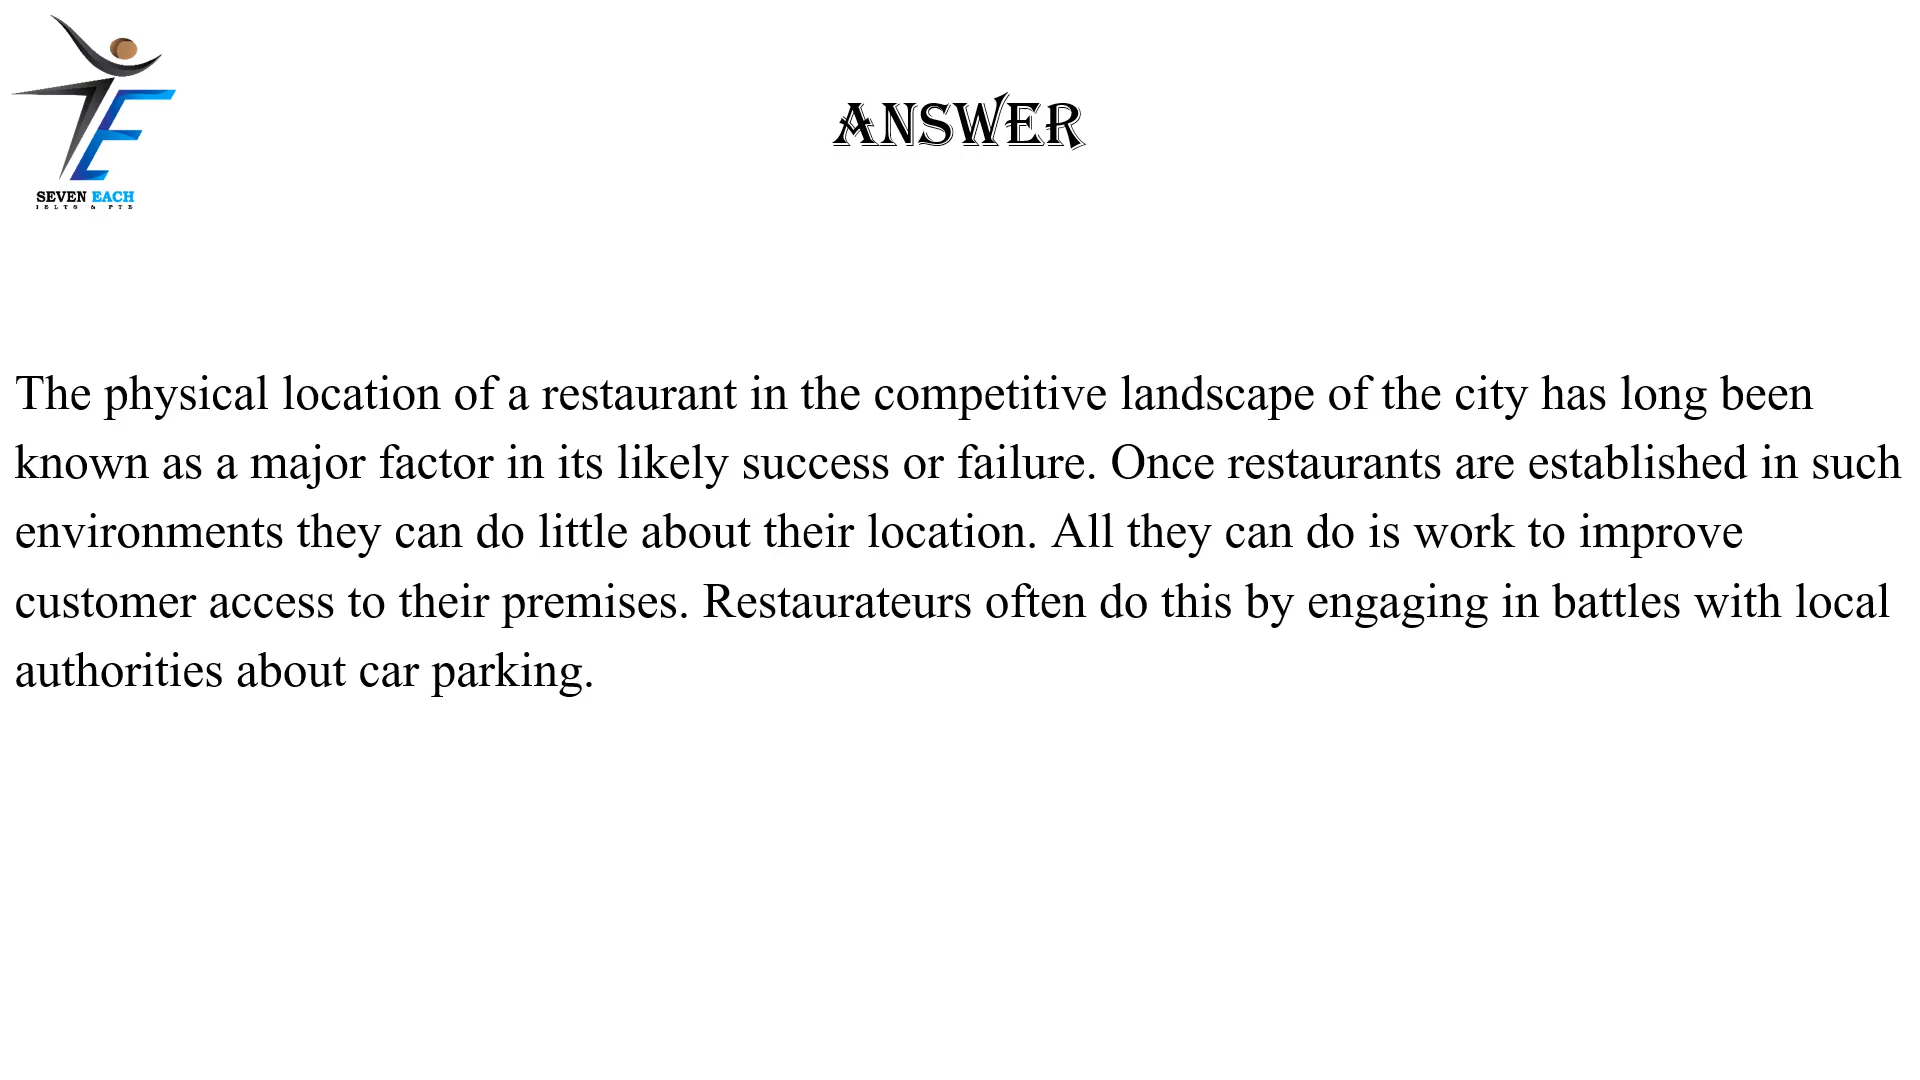 SEVEN EACH
IELTS & PTE
ANSWER
The physical location of a restaurant in the competitive landscape of the city has long been
known as a major factor in its likely success or failure. Once restaurants are established in such
environments they can do little about their location. All they can do is work to improve
customer access to their premises. Restaurateurs often do this by engaging in battles with local
authorities about car parking.